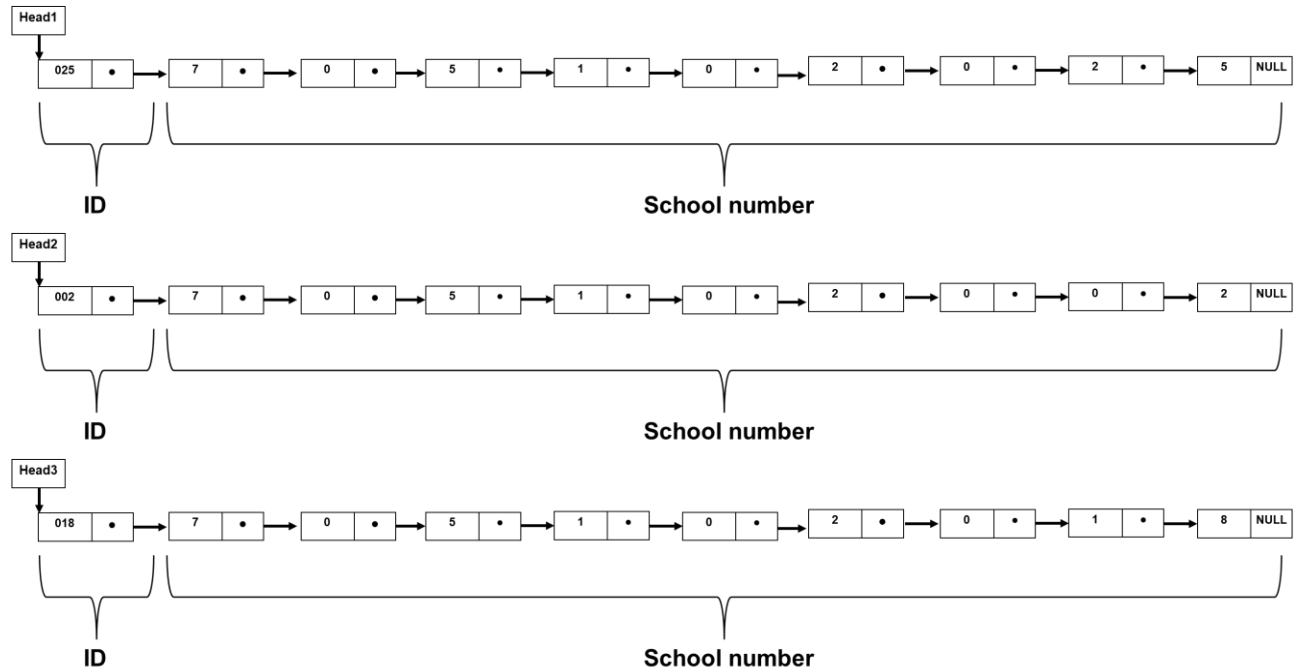 Head1
025 • 7 • 0 • 5 • 1 • 0 • 2 • 0 • 2 • 5 NULL
ID School number
Head2
002 • 7 • 0 • 5 • 1 • 0 • 2 • 0 • 0 • 2 NULL
ID School number
Head3
018 • 7 • 0 • 5 • 1 • 0 • 2 • 0 • 1 • 8 NULL
ID School number